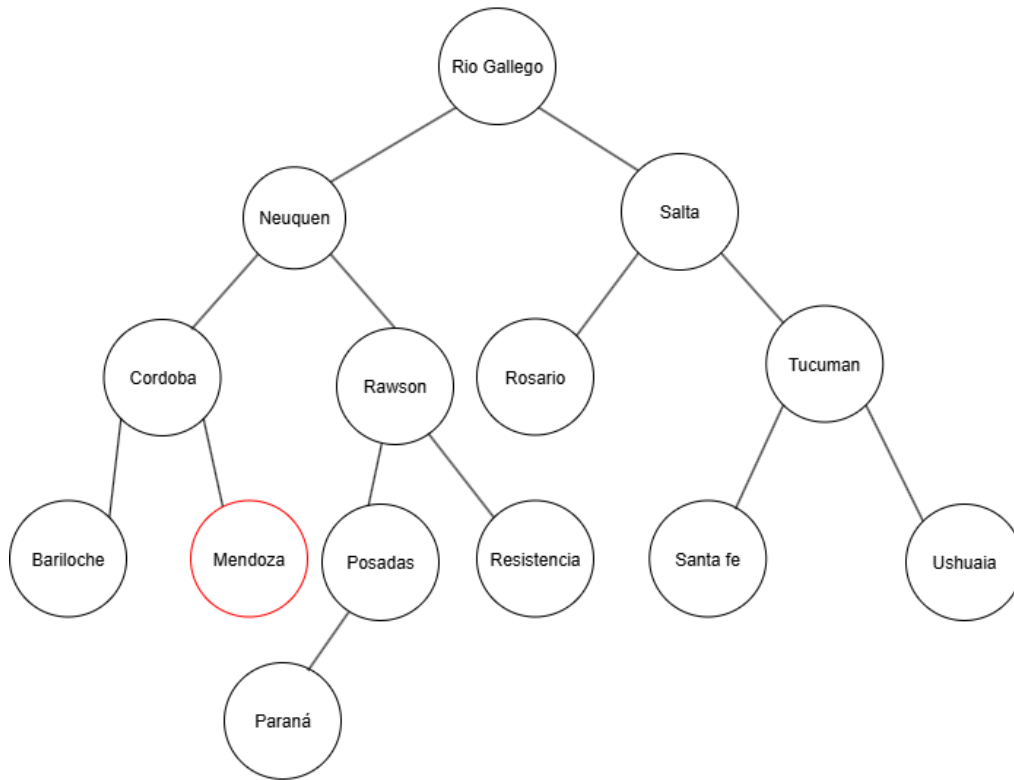 Rio Gallego
Neuquen
Salta
Cordoba
Rawson
Rosario
Tucuman
Bariloche
Mendoza
Posadas
Resistencia
Santa fe
Ushuaia
Paraná